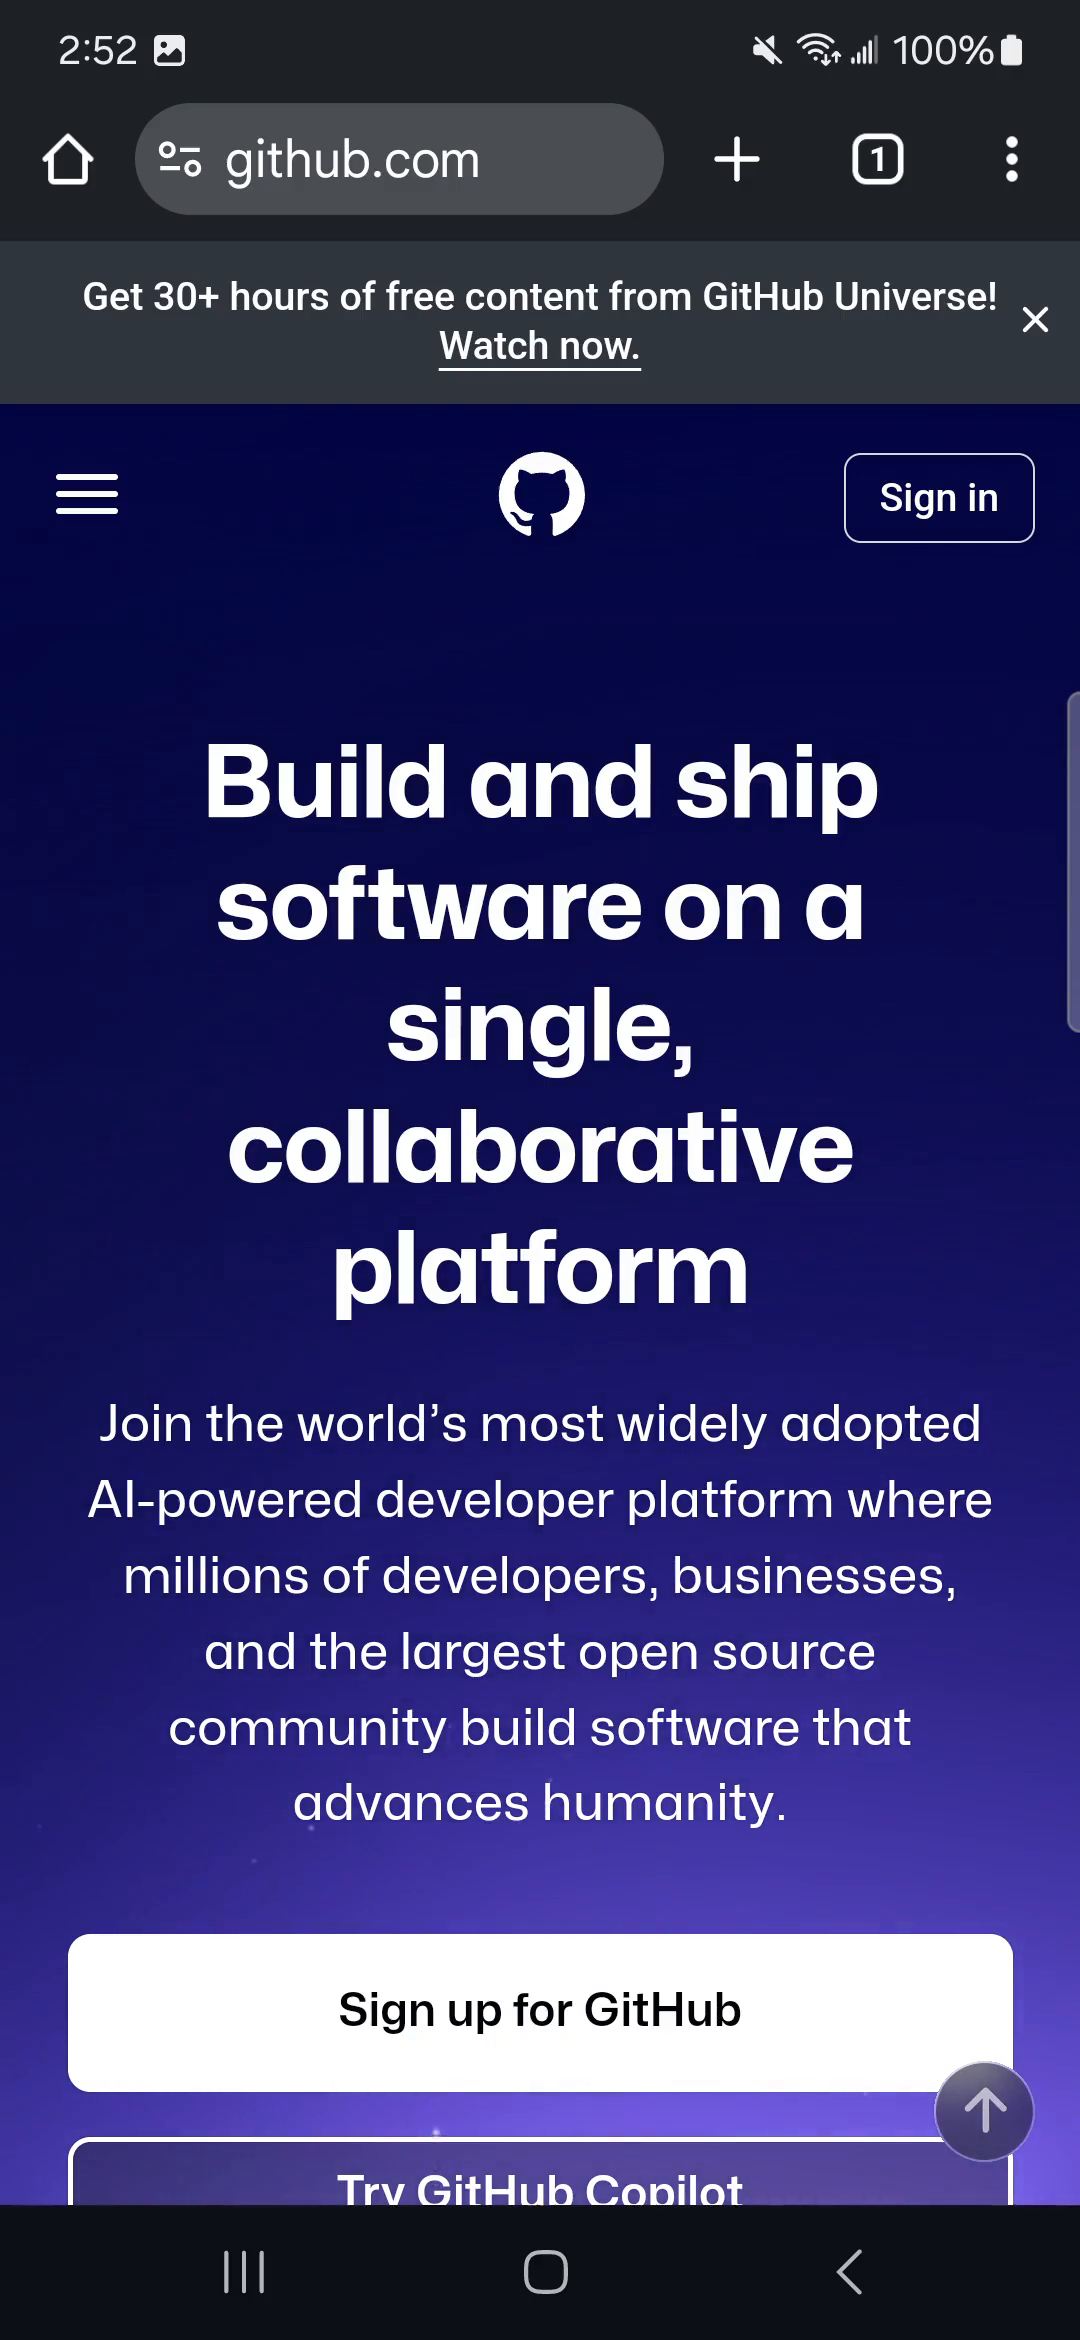 2:52
100%
github.com
1
Get 30+ hours of free content from GitHub Universe!
Watch now.
Sign in
Build and ship
software on a
single,
collaborative
platform
Join the world’s most widely adopted
AI-powered developer platform where
millions of developers, businesses,
and the largest open source
community build software that
advances humanity.
Sign up for GitHub
Try GitHub Copilot